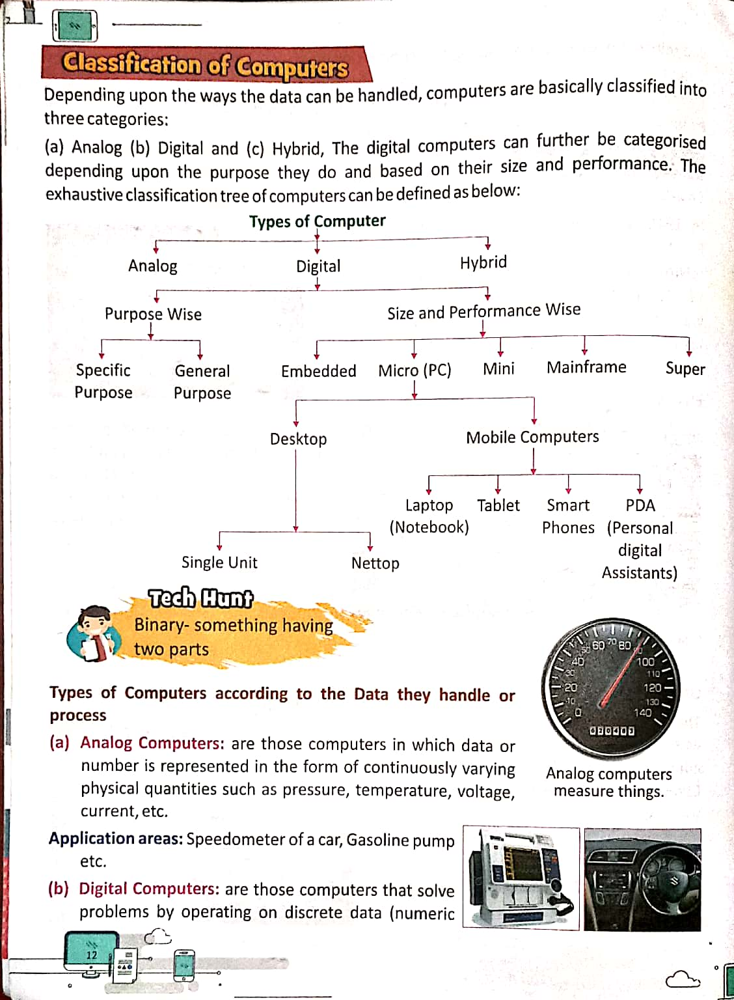 Classification of Computers
Depending upon the ways the data can be handled, computers are basically classified into
three categories:
(a) Analog (b) Digital and (c) Hybrid, The digital computers can further be categorised
depending upon the purpose they do and based on their size and performance. The
exhaustive classification tree of computers can be defined as below:
Types of Computer
Analog Digital Hybrid
Purpose Wise Size and Performance Wise
Specific General Embedded Micro (PC) Mini Mainframe Super
Purpose Purpose
Desktop Mobile Computers
Laptop Tablet Smart PDA
(Notebook) Phones (Personal
digital
Assistants)
Single Unit Nettop
Tech Hunt
Binary- something having
two parts
0 10 20 30 40 50 60 70 80 100 110 120 130 140
Types of Computers according to the Data they handle or
process
(a) Analog Computers: are those computers in which data or
number is represented in the form of continuously varying
physical quantities such as pressure, temperature, voltage,
current, etc.
Analog computers
measure things.
Application areas: Speedometer of a car, Gasoline pump
etc.
(b) Digital Computers: are those computers that solve
problems by operating on discrete data (numeric
12